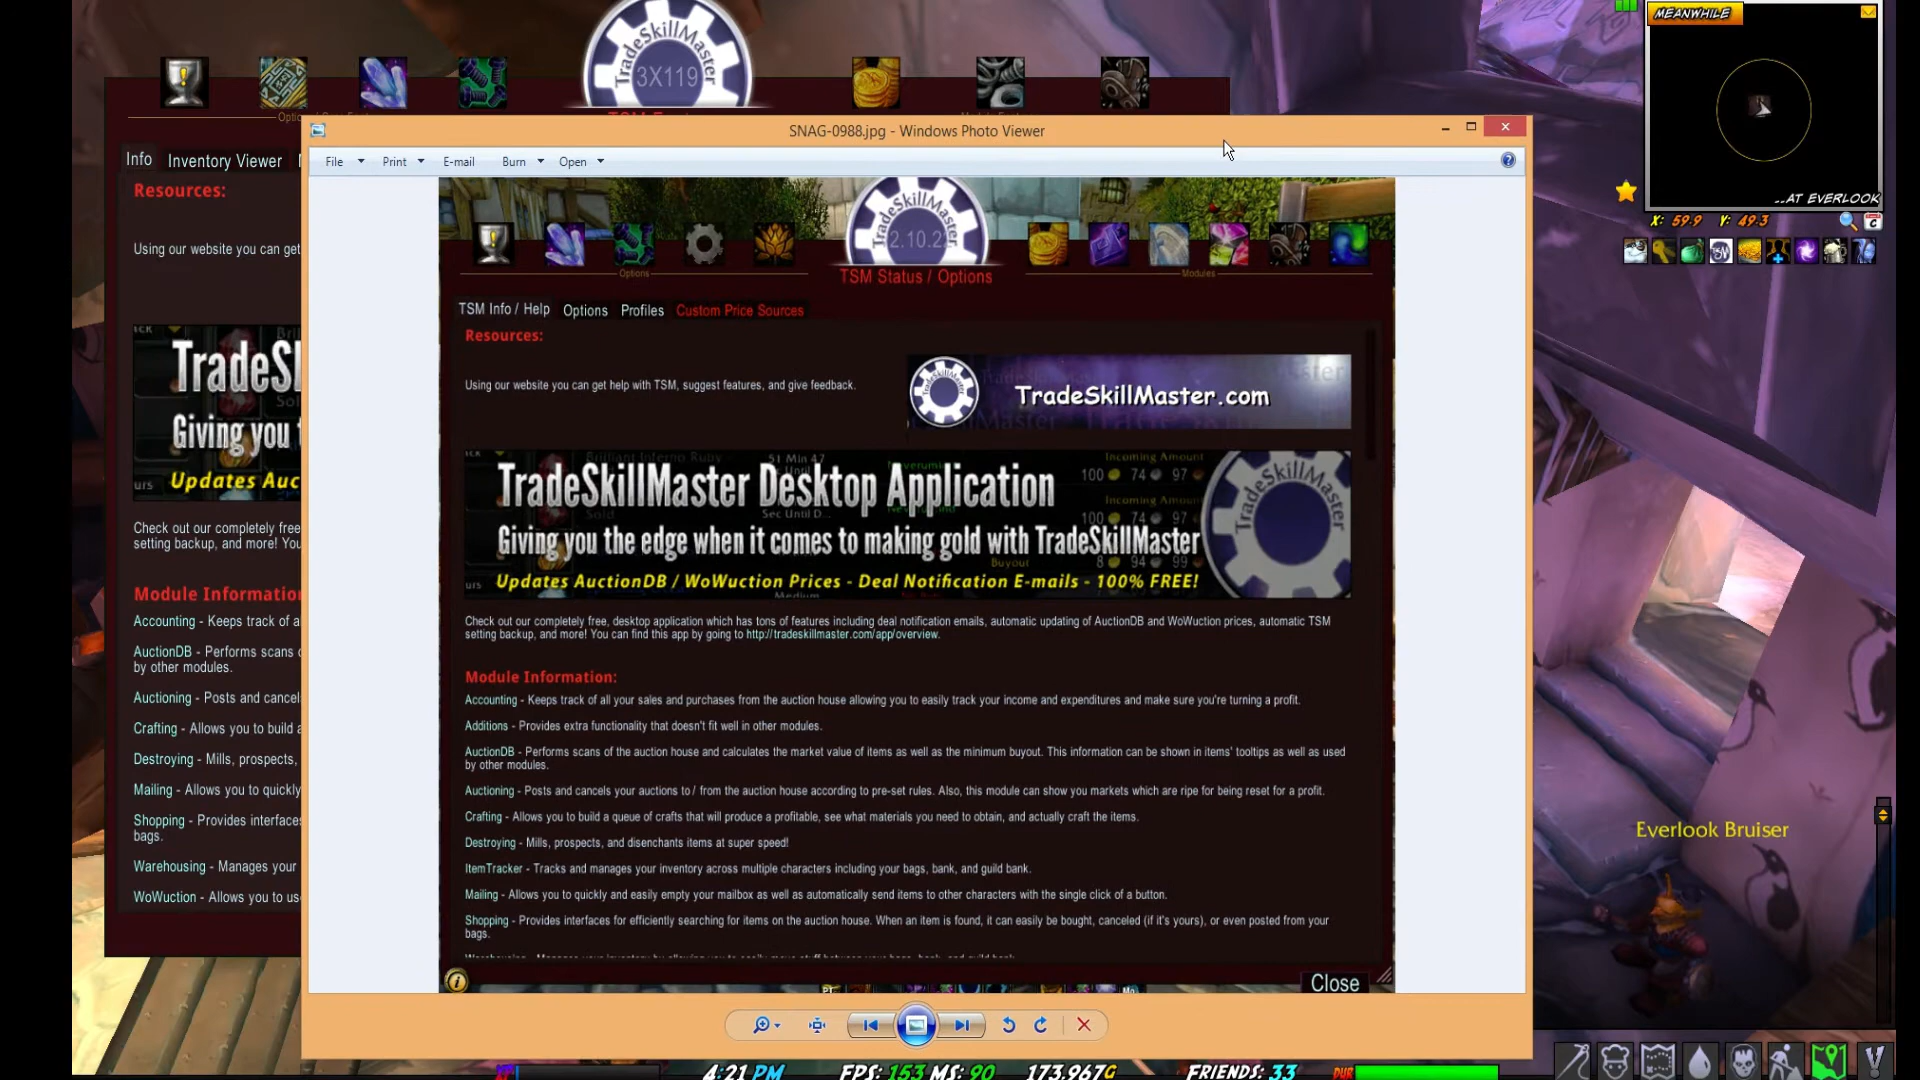 MEANWHILE
TradeSkillMaster
3X119
..AT EVERLOOK
X: 59.9 Y: 49.3
Info Inventory Viewer
Resources:
Using our website you can get
TradeSl
Giving you
Updates Auc
Check out our completely free
setting backup, and more! You
Module Information
Accounting - Keeps track of a
AuctionDB - Performs scans
by other modules.
Auctioning - Posts and cancel
Crafting - Allows you to build a
Destroying - Mills, prospects,
Mailing - Allows you to quickly
Shopping - Provides interfaces
bags.
Warehousing - Manages your
WoWuction - Allows you to us
SNAG-0988.jpg - Windows Photo Viewer
File Print E-mail Burn Open
TradeSkillMaster
Options
TSM Status / Options
Modules
TSM Info / Help Options Profiles Custom Price Sources
Resources:
Using our website you can get help with TSM, suggest features, and give feedback.
TradeSkillMaster.com
TradeSkillMaster Desktop Application
Giving you the edge when it comes to making gold with TradeSkillMaster
Updates AuctionDB / WoWuction Prices - Deal Notification E-mails - 100% FREE!
TradeSkillMaster
Check out our completely free, desktop application which has tons of features including deal notification emails, automatic updating of AuctionDB and WoWuction prices, automatic TSM
setting backup, and more! You can find this app by going to http://tradeskillmaster.com/app/overview.
Module Information:
Accounting - Keeps track of all your sales and purchases from the auction house allowing you to easily track your income and expenditures and make sure you're turning a profit.
Additions - Provides extra functionality that doesn't fit well in other modules.
AuctionDB - Performs scans of the auction house and calculates the market value of items as well as the minimum buyout. This information can be shown in items' tooltips as well as used
by other modules.
Auctioning - Posts and cancels your auctions to / from the auction house according to pre-set rules. Also, this module can show you markets which are ripe for being reset for a profit.
Crafting - Allows you to build a queue of crafts that will produce a profitable, see what materials you need to obtain, and actually craft the items.
Destroying - Mills, prospects, and disenchants items at super speed!
ItemTracker - Tracks and manages your inventory across multiple characters including your bags, bank, and guild bank.
Mailing - Allows you to quickly and easily empty your mailbox as well as automatically send items to other characters with the single click of a button.
Shopping - Provides interfaces for efficiently searching for items on the auction house. When an item is found, it can easily be bought, canceled (if it's yours), or even posted from your
bags.
Close
Everlook Bruiser
4:21 PM FPS: 153 MS: 90 173,967G FRIENDS: 33 DUR